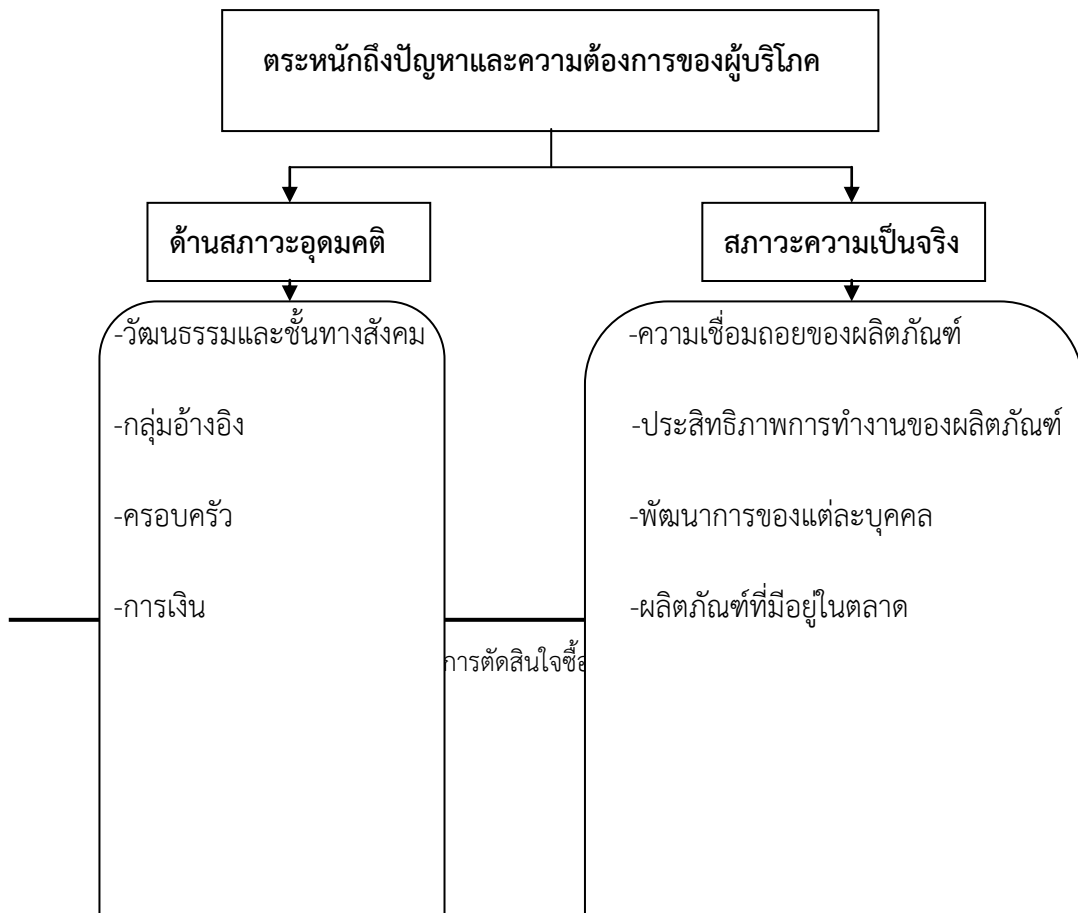 ตระหนักถึงปัญหาและความต้องการของผู้บริโภค
ด้านสภาวะอุดมคติ
สภาวะความเป็นจริง
-วัฒนธรรมและชั้นทางสังคม
-กลุ่มอ้างอิง
-ครอบครัว
-การเงิน
-ความเชื่อมถอยของผลิตภัณฑ์
-ประสิทธิภาพการทำงานของผลิตภัณฑ์
-พัฒนาการของแต่ละบุคคล
-ผลิตภัณฑ์ที่มีอยู่ในตลาด
การตัดสินใจซื้อ